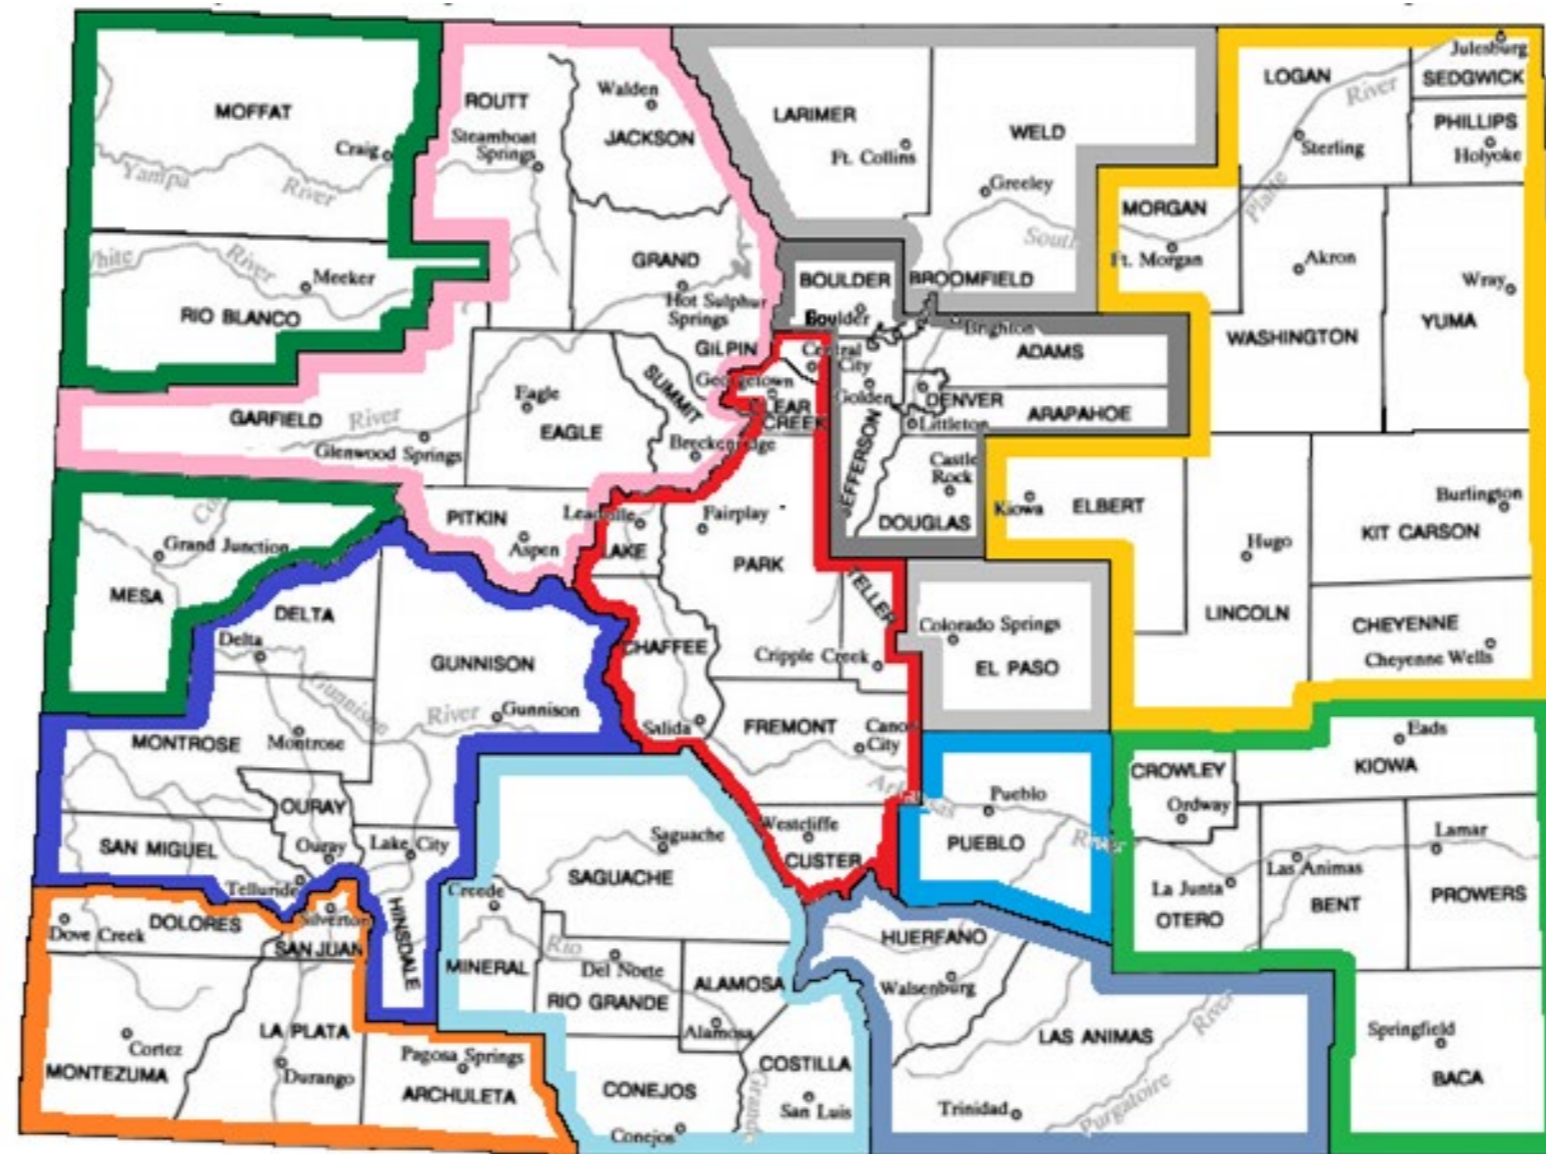 MOFFAT
Craig
Yampa
River
White
River
Meeker
RIO BLANCO
ROUTT
Steamboat
Springs
Walden
JACKSON
GRAND
Hot Sulphur
Springs
LARIMER
Ft. Collins
WELD
Greeley
South
Platte
River
LOGAN
Sterling
Julesburg
SEDGWICK
PHILLIPS
Holyoke
MORGAN
Ft. Morgan
Akron
WASHINGTON
Wray
YUMA
BOULDER
Boulder
BROOMFIELD
Brighton
ADAMS
DENVER
ARAPAHOE
Littleton
GILPIN
Central
City
Georgetown
CREEK
Golden
JEFFERSON
Castle
Rock
DOUGLAS
GARFIELD
River
Glenwood Springs
Eagle
EAGLE
SUMMIT
Breckenridge
PITKIN
Aspen
Leadville
LAKE
Fairplay
PARK
TELLER
Cripple Creek
CHAFFEE
Salida
FREMONT
Canon
City
Arkansas
River
Westcliffe
CUSTER
Kiowa
ELBERT
Hugo
LINCOLN
Burlington
KIT CARSON
CHEYENNE
Cheyenne Wells
Colorado Springs
EL PASO
Grand Junction
MESA
DELTA
Delta
GUNNISON
Gunnison
River
Gunnison
MONTROSE
Montrose
OURAY
Ouray
SAN MIGUEL
Telluride
Lake City
HINSDALE
DOLORES
Dove Creek
Silverton
SAN JUAN
MONTEZUMA
Cortez
LA PLATA
Durango
Pagosa Springs
ARCHULETA
Saguache
SAGUACHE
Creede
MINERAL
Rio
Grande
Del Norte
RIO GRANDE
ALAMOSA
Alamosa
CONEJOS
Conejos
COSTILLA
San Luis
Pueblo
PUEBLO
HUERFANO
Walsenburg
LAS ANIMAS
Trinidad
Purgatoire
River
CROWLEY
Ordway
Eads
KIOWA
La Junta
OTERO
Las Animas
BENT
Lamar
PROWERS
Springfield
BACA